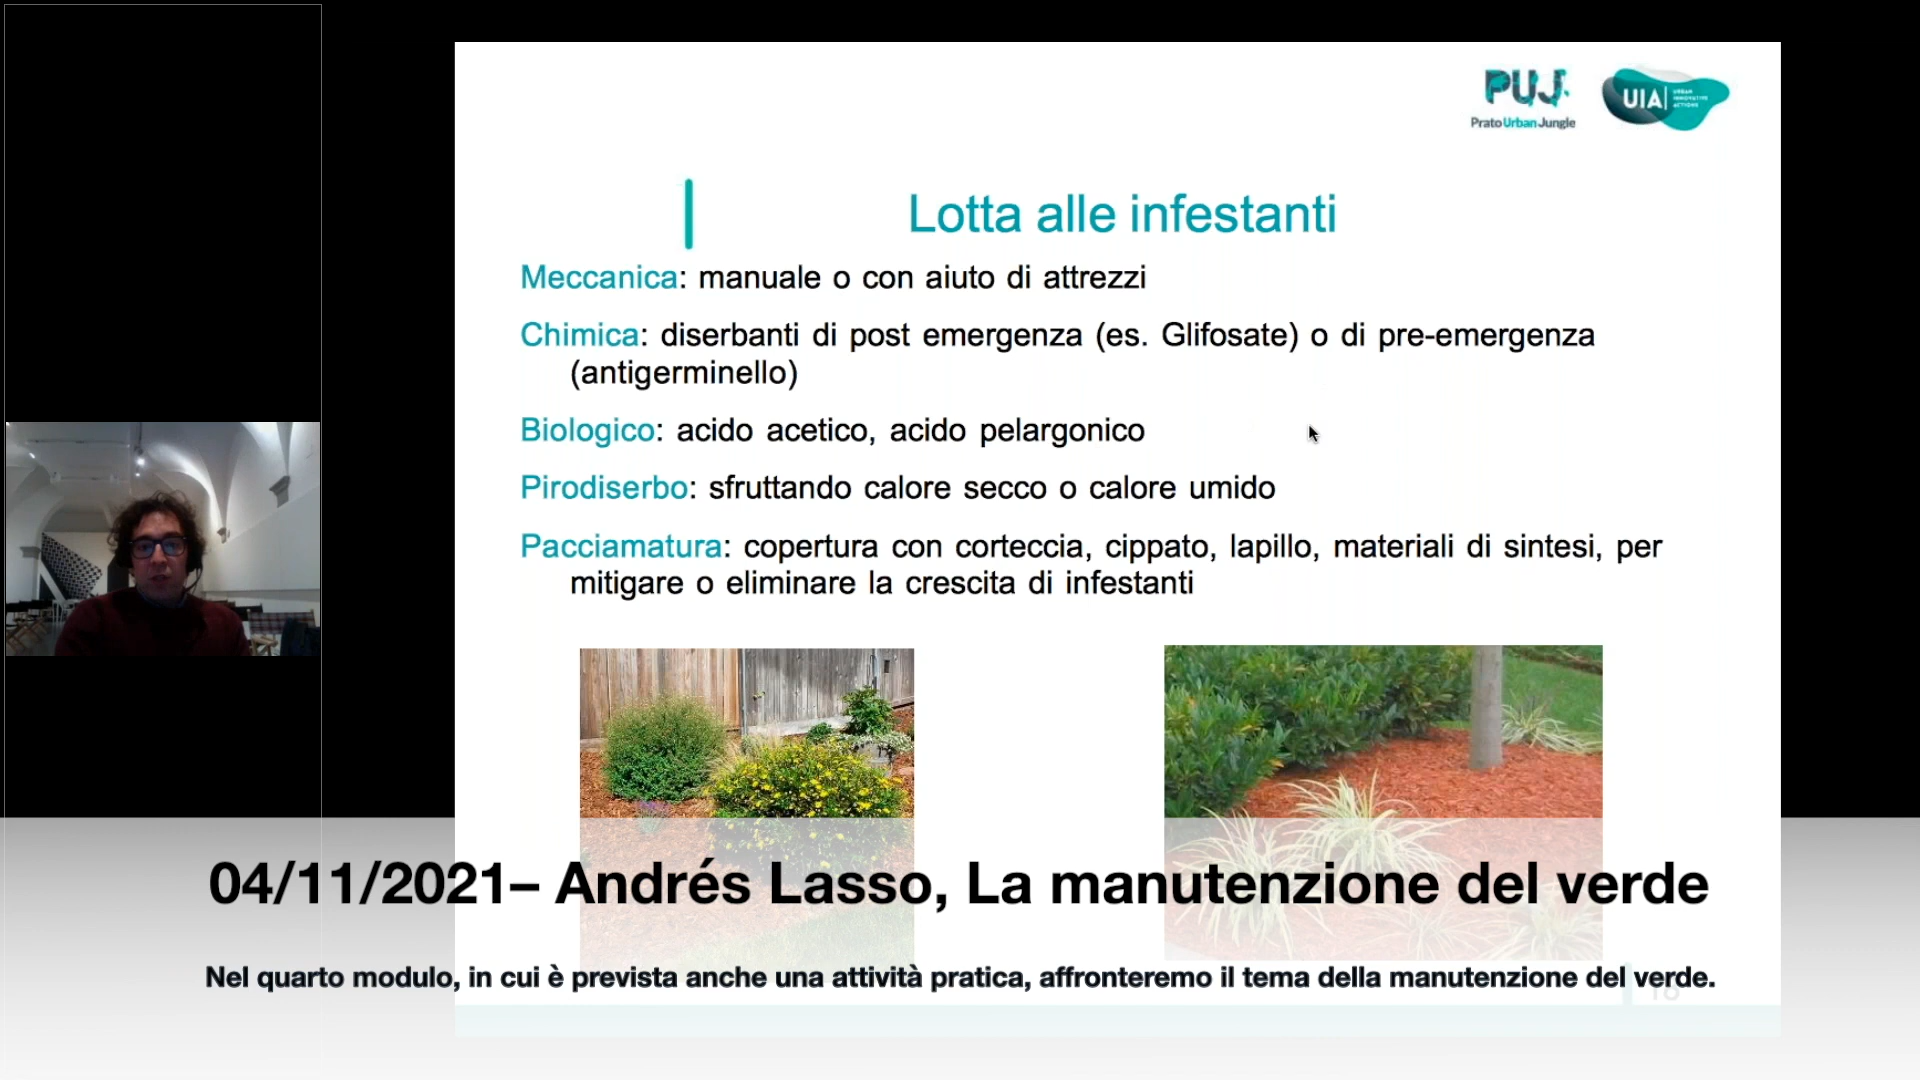 PUJ
Prato Urban Jungle
UIA
URBAN
INNOVATIVE
ACTIONS
Lotta alle infestanti
Meccanica: manuale o con aiuto di attrezzi
Chimica: diserbanti di post emergenza (es. Glifosate) o di pre-emergenza
(antigerminello)
Biologico: acido acetico, acido pelargonico
Pirodiserbo: sfruttando calore secco o calore umido
Pacciamatura: copertura con corteccia, cippato, lapillo, materiali di sintesi, per
mitigare o eliminare la crescita di infestanti
04/11/2021– Andrés Lasso, La manutenzione del verde
Nel quarto modulo, in cui è prevista anche una attività pratica, affronteremo il tema della manutenzione del verde.